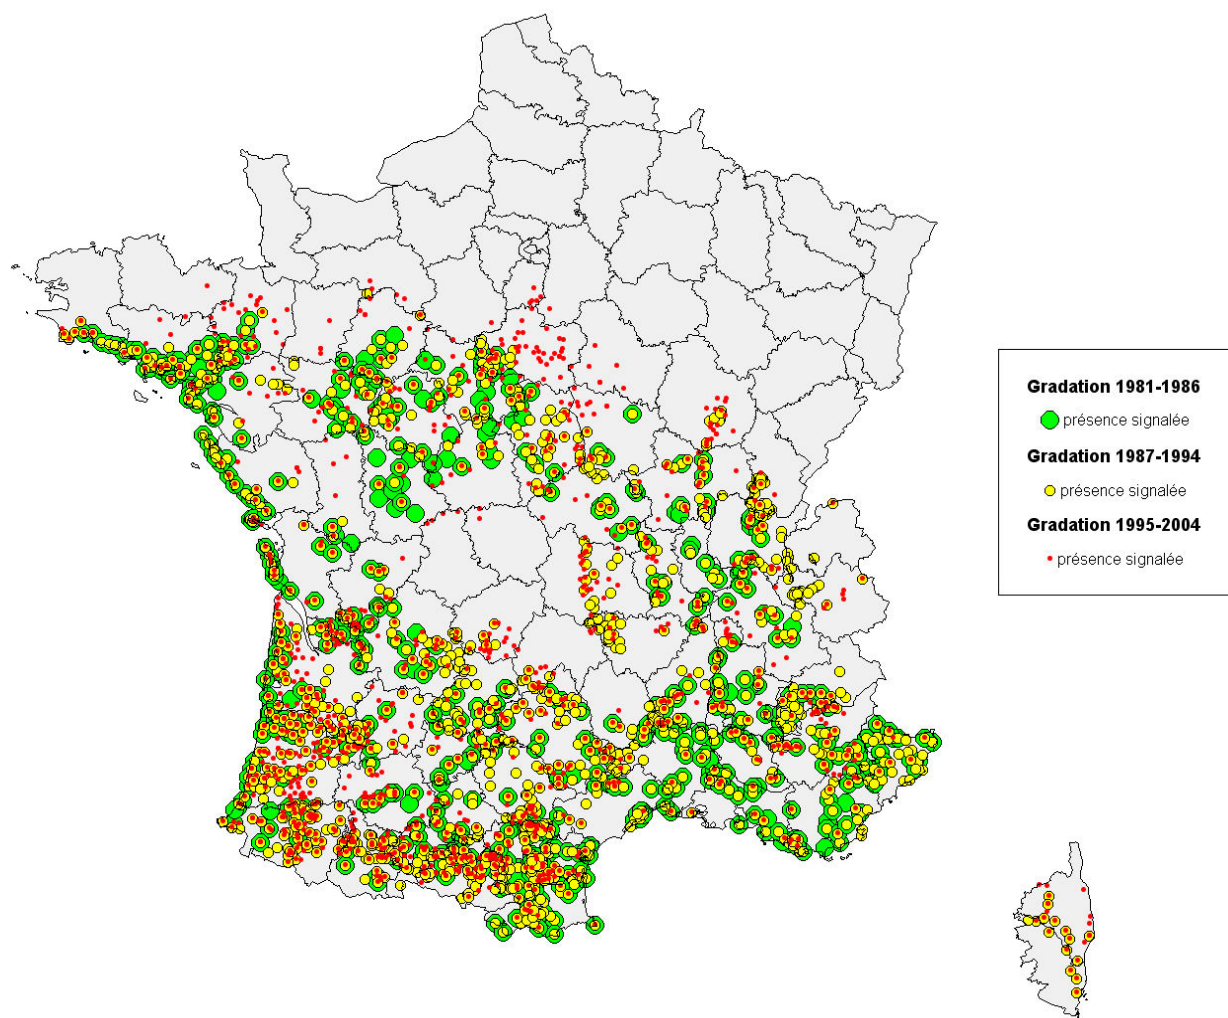 Gradation 1981-1986
présence signalée
Gradation 1987-1994
présence signalée
Gradation 1995-2004
présence signalée